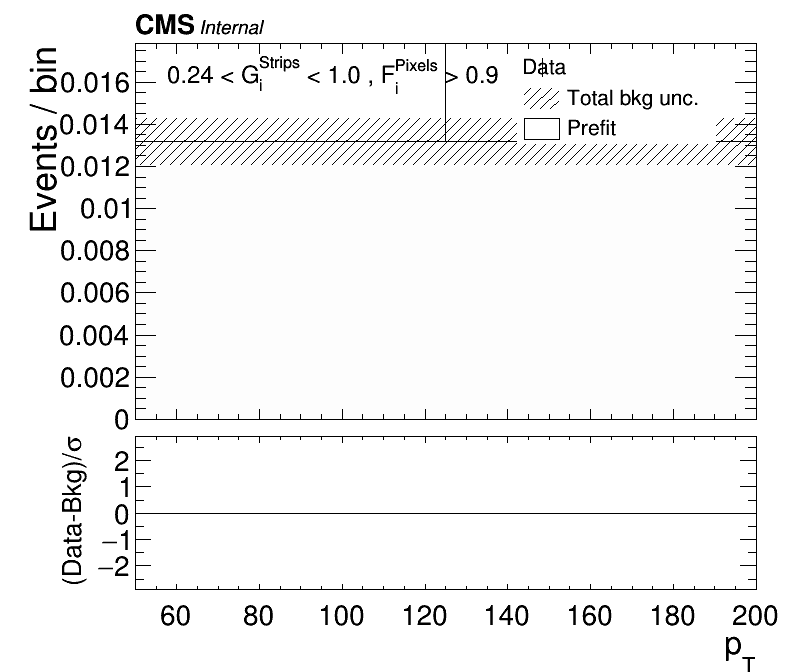 CMS Internal
0.24 < G_i^Strips < 1.0 , F_i^Pixels > 0.9
Data
Total bkg unc.
Prefit
Events / bin
0.016
0.014
0.012
0.01
0.008
0.006
0.004
0.002
0
(Data-Bkg)/σ
2
1
0
−1
−2
60 80 100 120 140 160 180 200
p_T